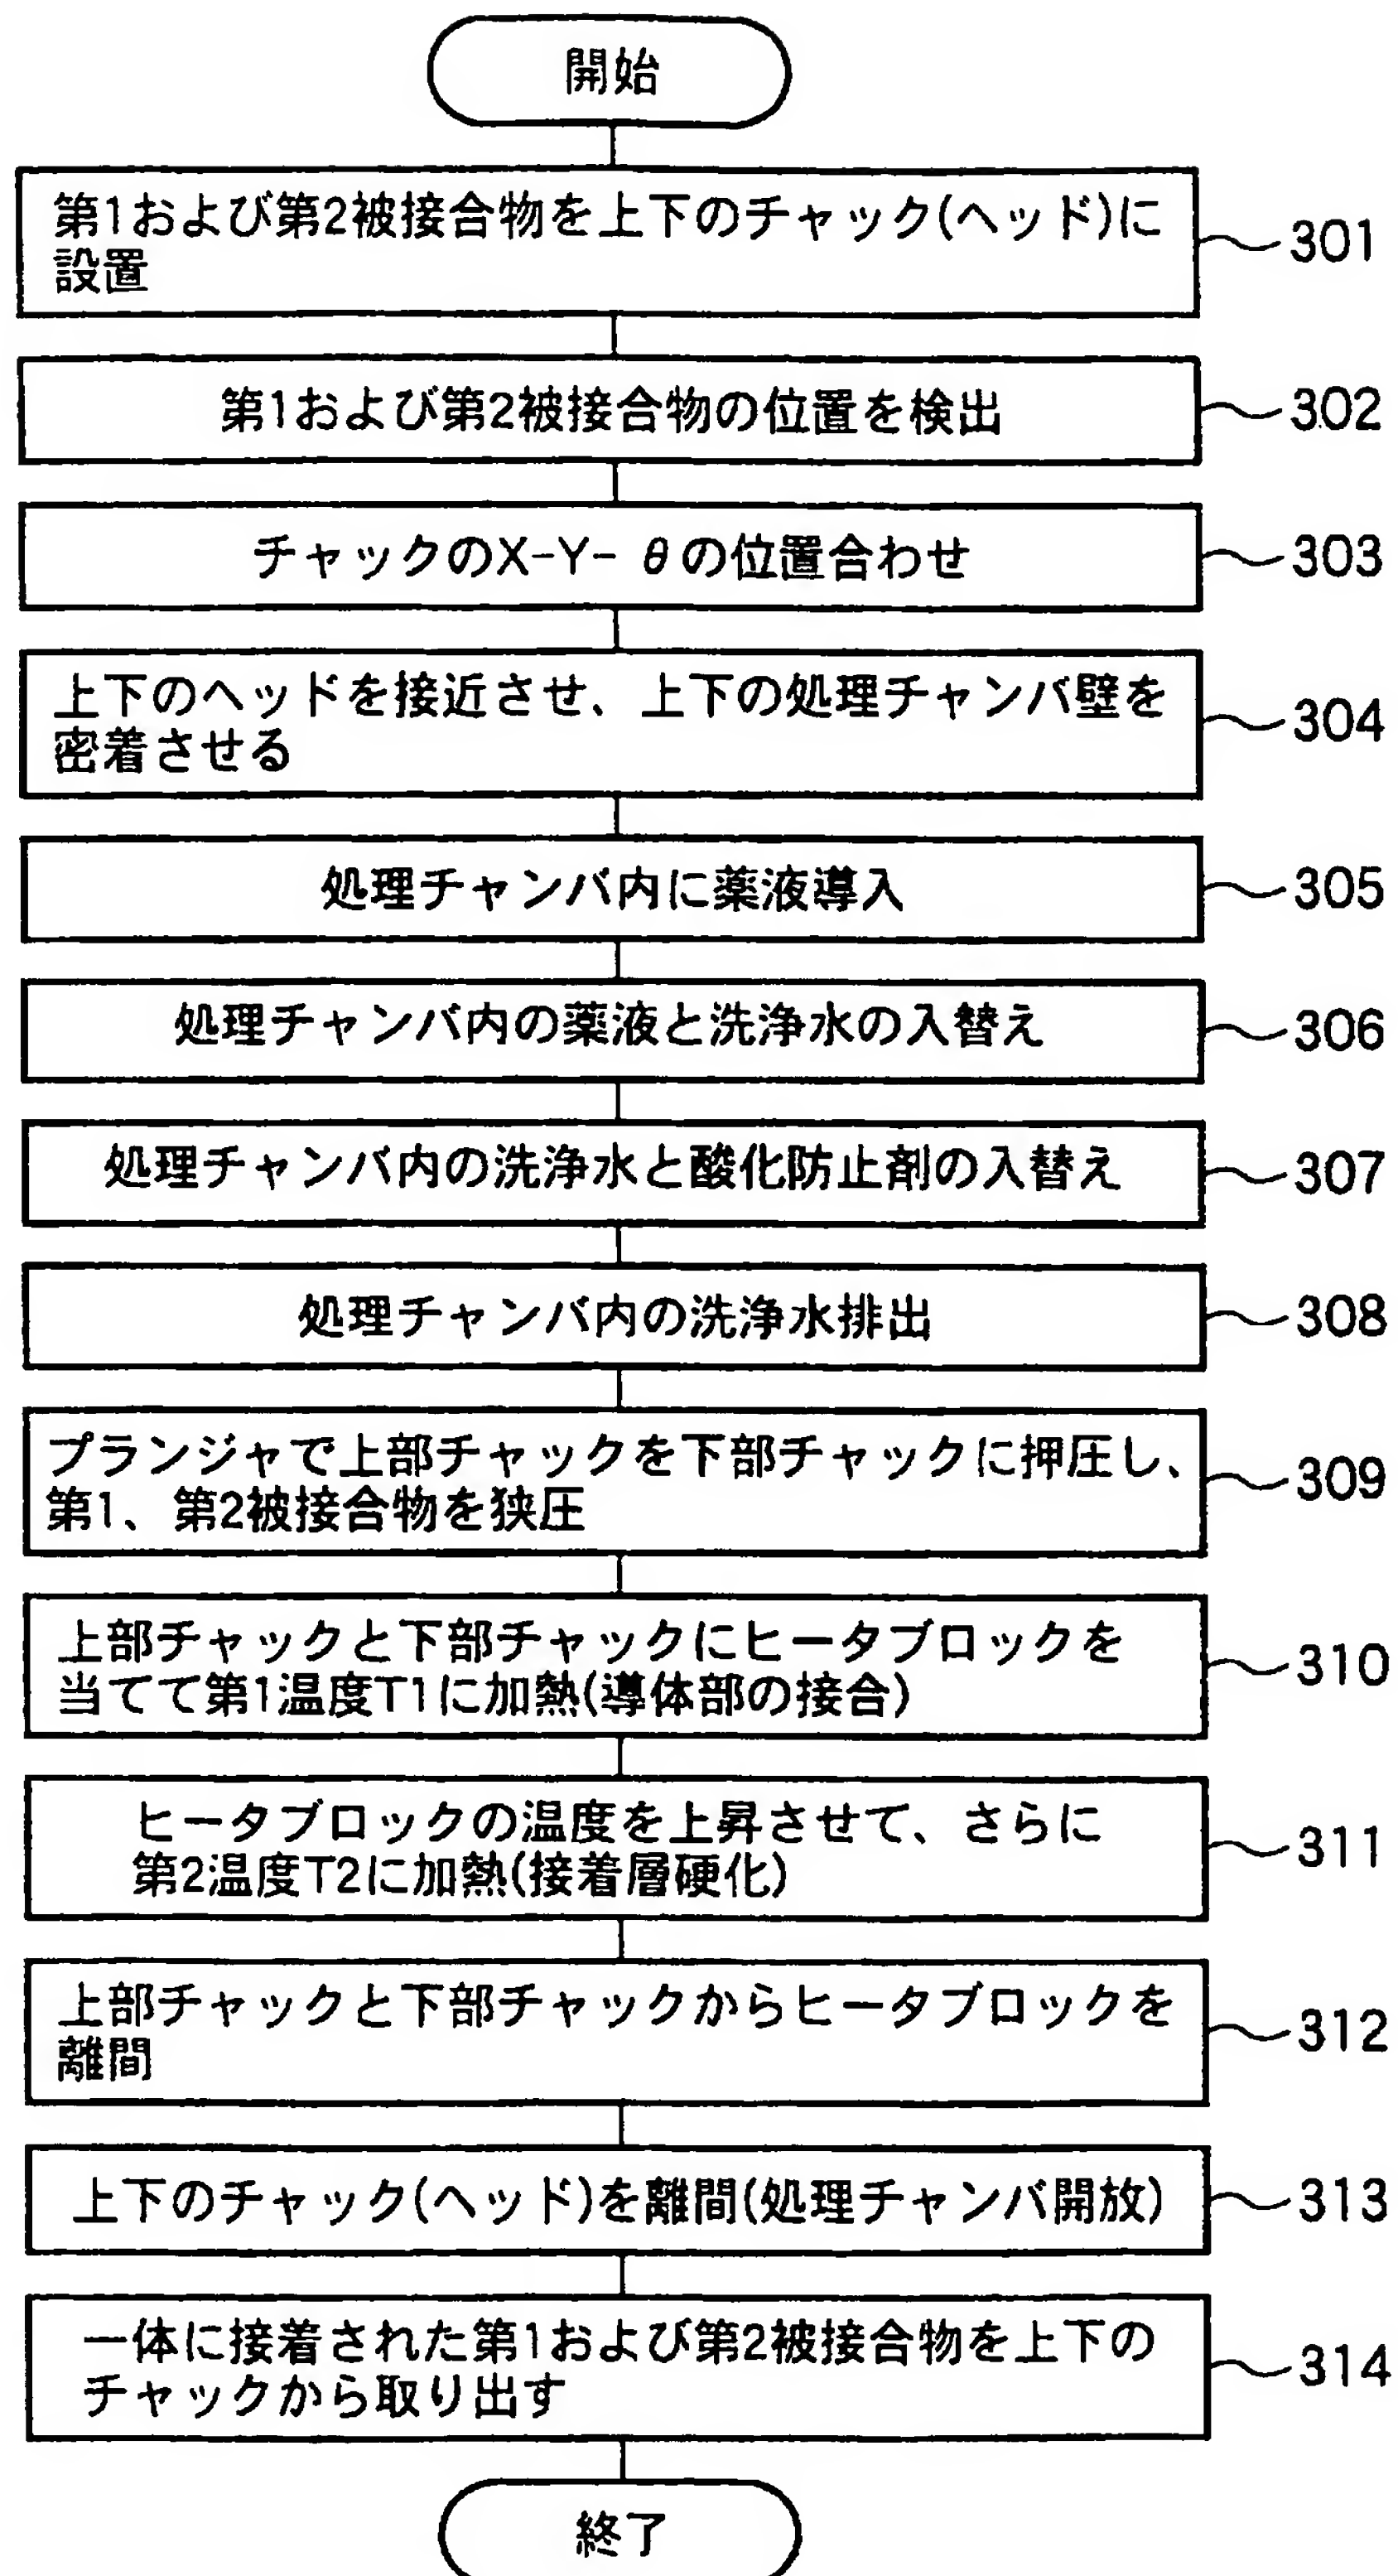 開始
第1および第2被接合物を上下のチャック(ヘッド)に
設置
301
第1および第2被接合物の位置を検出
302
チャックのX-Y-θの位置合わせ
303
上下のヘッドを接近させ、上下の処理チャンバ壁を
密着させる
304
処理チャンバ内に薬液導入
305
処理チャンバ内の薬液と洗浄水の入替え
306
処理チャンバ内の洗浄水と酸化防止剤の入替え
307
処理チャンバ内の洗浄水排出
308
プランジャで上部チャックを下部チャックに押圧し、
第1、第2被接合物を狭圧
309
上部チャックと下部チャックにヒータブロックを
当てて第1温度T1に加熱(導体部の接合)
310
ヒータブロックの温度を上昇させて、さらに
第2温度T2に加熱(接着層硬化)
311
上部チャックと下部チャックからヒータブロックを
離間
312
上下のチャック(ヘッド)を離間(処理チャンバ開放)
313
一体に接着された第1および第2被接合物を上下の
チャックから取り出す
314
終了